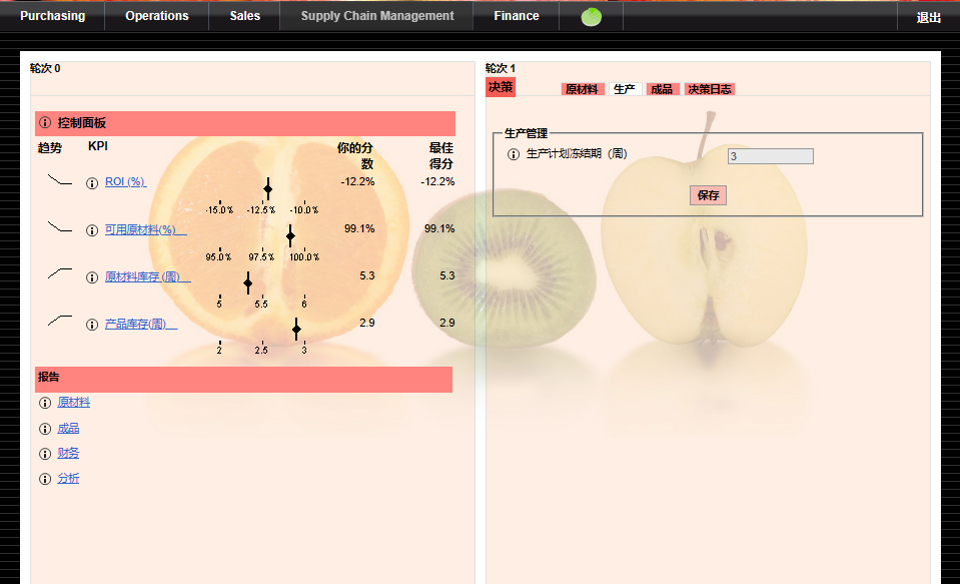 Purchasing Operations Sales Supply Chain Management Finance 退出
轮次 0
控制面板
趋势 KPI 你的分数 最佳得分
ROI (%) -12.2% -12.2%
-15.0% -12.5% -10.0%
可用原材料(%) 99.1% 99.1%
95.0% 97.5% 100.0%
原材料库存 (周) 5.3 5.3
5 5.5 6
产品库存(周) 2.9 2.9
2 2.5 3
报告
原材料
成品
财务
分析
轮次 1
决策 原材料 生产 成品 决策日志
生产管理
生产计划冻结期（周） 3
保存